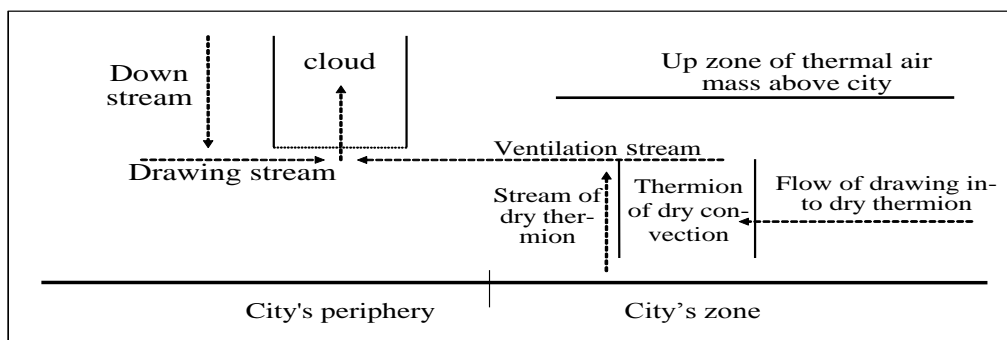 cloud
Down
stream
Up zone of thermal air
mass above city
Ventilation stream
Drawing stream
Stream of
dry ther-
mion
Thermion
of dry con-
vection
Flow of drawing in-
to dry thermion
City's periphery
City’s zone